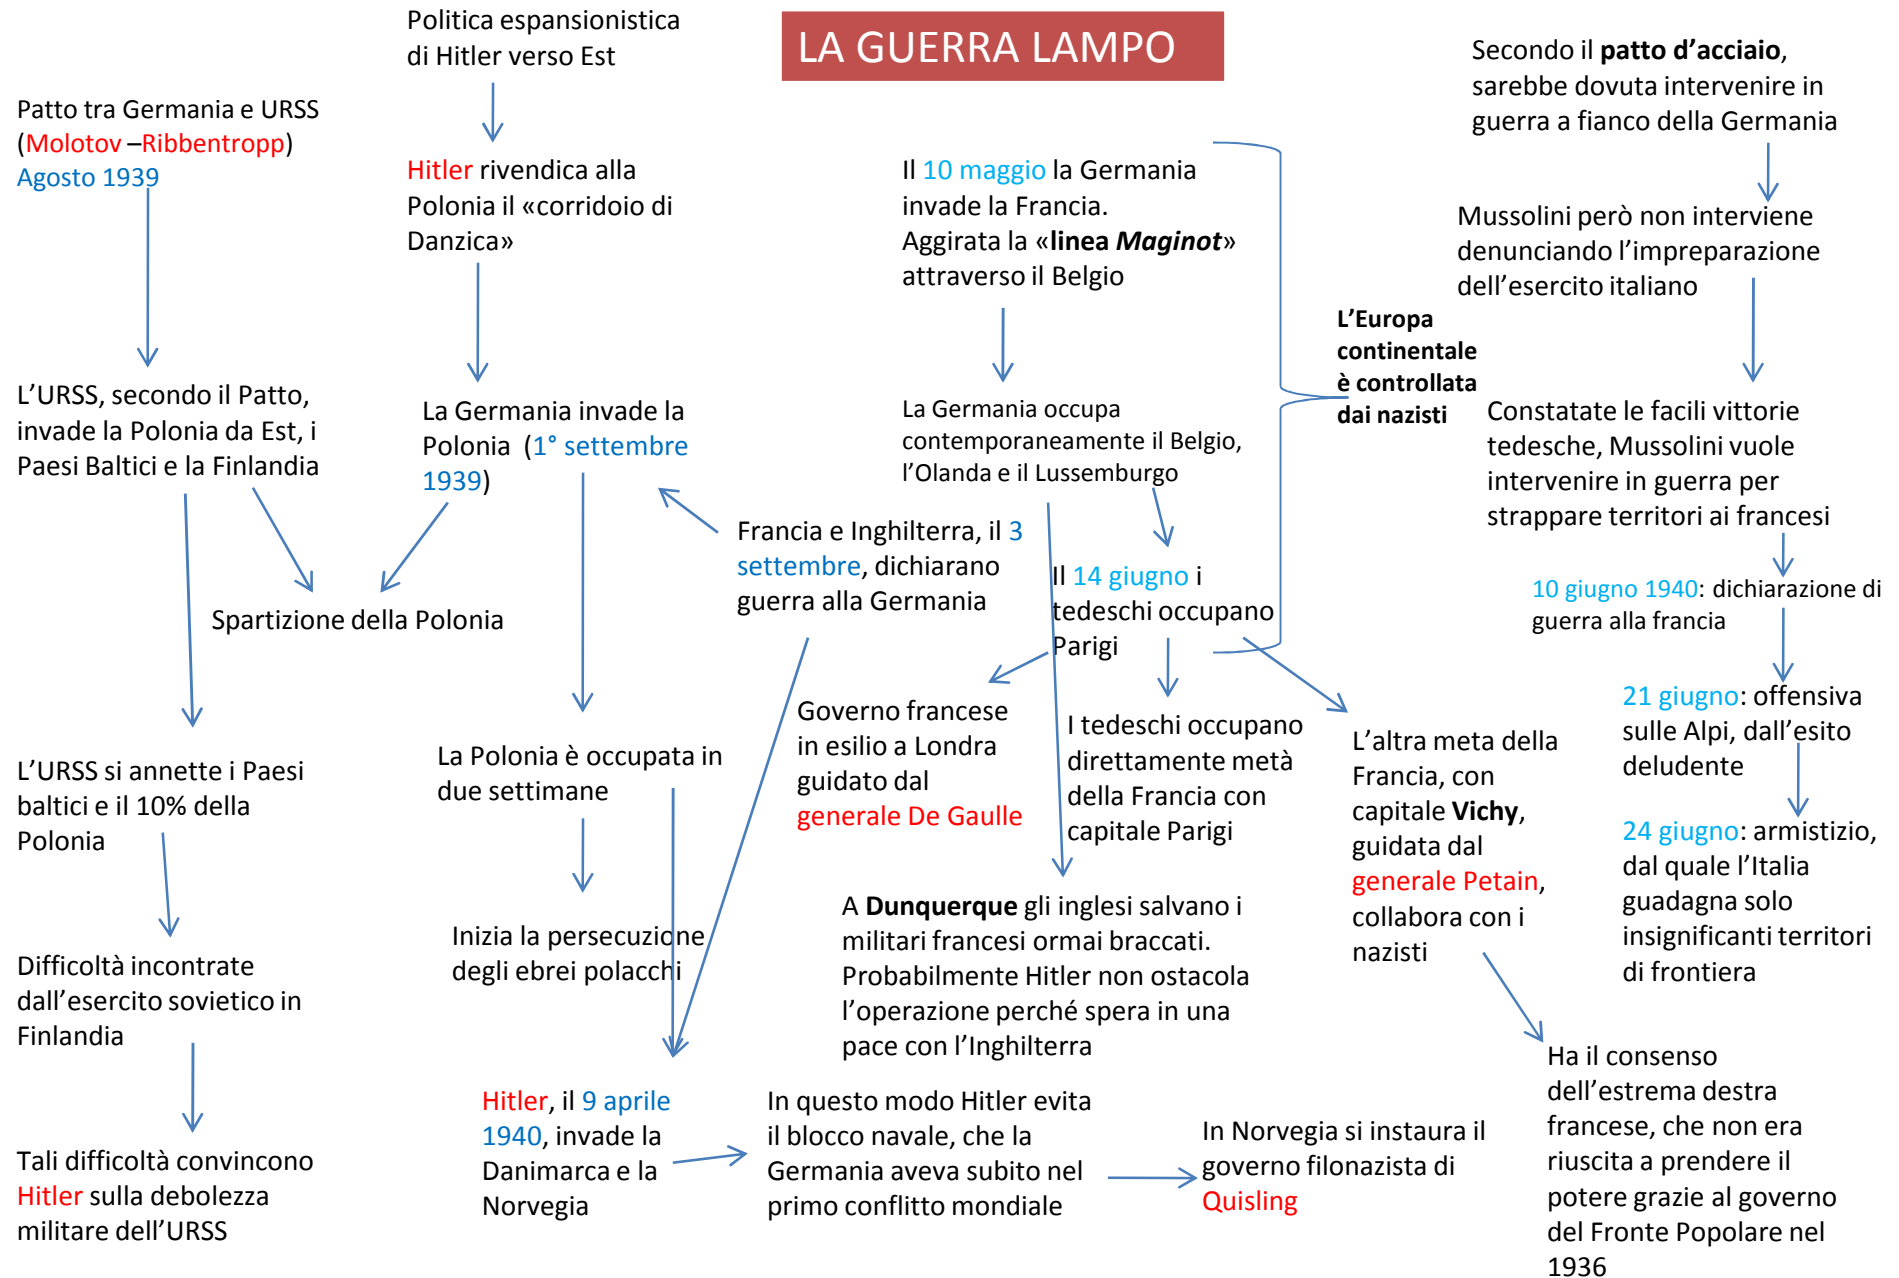 LA GUERRA LAMPO
Patto tra Germania e URSS
(Molotov –Ribbentropp)
Agosto 1939
L'URSS, secondo il Patto,
invade la Polonia da Est, i
Paesi Baltici e la Finlandia
L'URSS si annette i Paesi
baltici e il 10% della
Polonia
Difficoltà incontrate
dall'esercito sovietico in
Finlandia
Tali difficoltà convincono
Hitler sulla debolezza
militare dell'URSS
Politica espansionistica
di Hitler verso Est
Hitler rivendica alla
Polonia il «corridoio di
Danzica»
La Germania invade la
Polonia (1° settembre
1939)
Spartizione della Polonia
La Polonia è occupata in
due settimane
Inizia la persecuzione
degli ebrei polacchi
Francia e Inghilterra, il 3
settembre, dichiarano
guerra alla Germania
Hitler, il 9 aprile
1940, invade la
Danimarca e la
Norvegia
In questo modo Hitler evita
il blocco navale, che la
Germania aveva subito nel
primo conflitto mondiale
In Norvegia si instaura il
governo filonazista di
Quisling
Il 10 maggio la Germania
invade la Francia.
Aggirata la «linea Maginot»
attraverso il Belgio
La Germania occupa
contemporaneamente il Belgio,
l'Olanda e il Lussemburgo
Il 14 giugno i
tedeschi occupano
Parigi
Governo francese
in esilio a Londra
guidato dal
generale De Gaulle
I tedeschi occupano
direttamente metà
della Francia con
capitale Parigi
L'altra meta della
Francia, con
capitale Vichy,
guidata dal
generale Petain,
collabora con i
nazisti
Ha il consenso
dell'estrema destra
francese, che non era
riuscita a prendere il
potere grazie al governo
del Fronte Popolare nel
1936
A Dunquerque gli inglesi salvano i
militari francesi ormai braccati.
Probabilmente Hitler non ostacola
l'operazione perché spera in una
pace con l'Inghilterra
L'Europa
continentale
è controllata
dai nazisti
Secondo il patto d'acciaio,
sarebbe dovuta intervenire in
guerra a fianco della Germania
Mussolini però non interviene
denunciando l'impreparazione
dell'esercito italiano
Constatate le facili vittorie
tedesche, Mussolini vuole
intervenire in guerra per
strappare territori ai francesi
10 giugno 1940: dichiarazione di
guerra alla francia
21 giugno: offensiva
sulle Alpi, dall'esito
deludente
24 giugno: armistizio,
dal quale l'Italia
guadagna solo
insignificanti territori
di frontiera